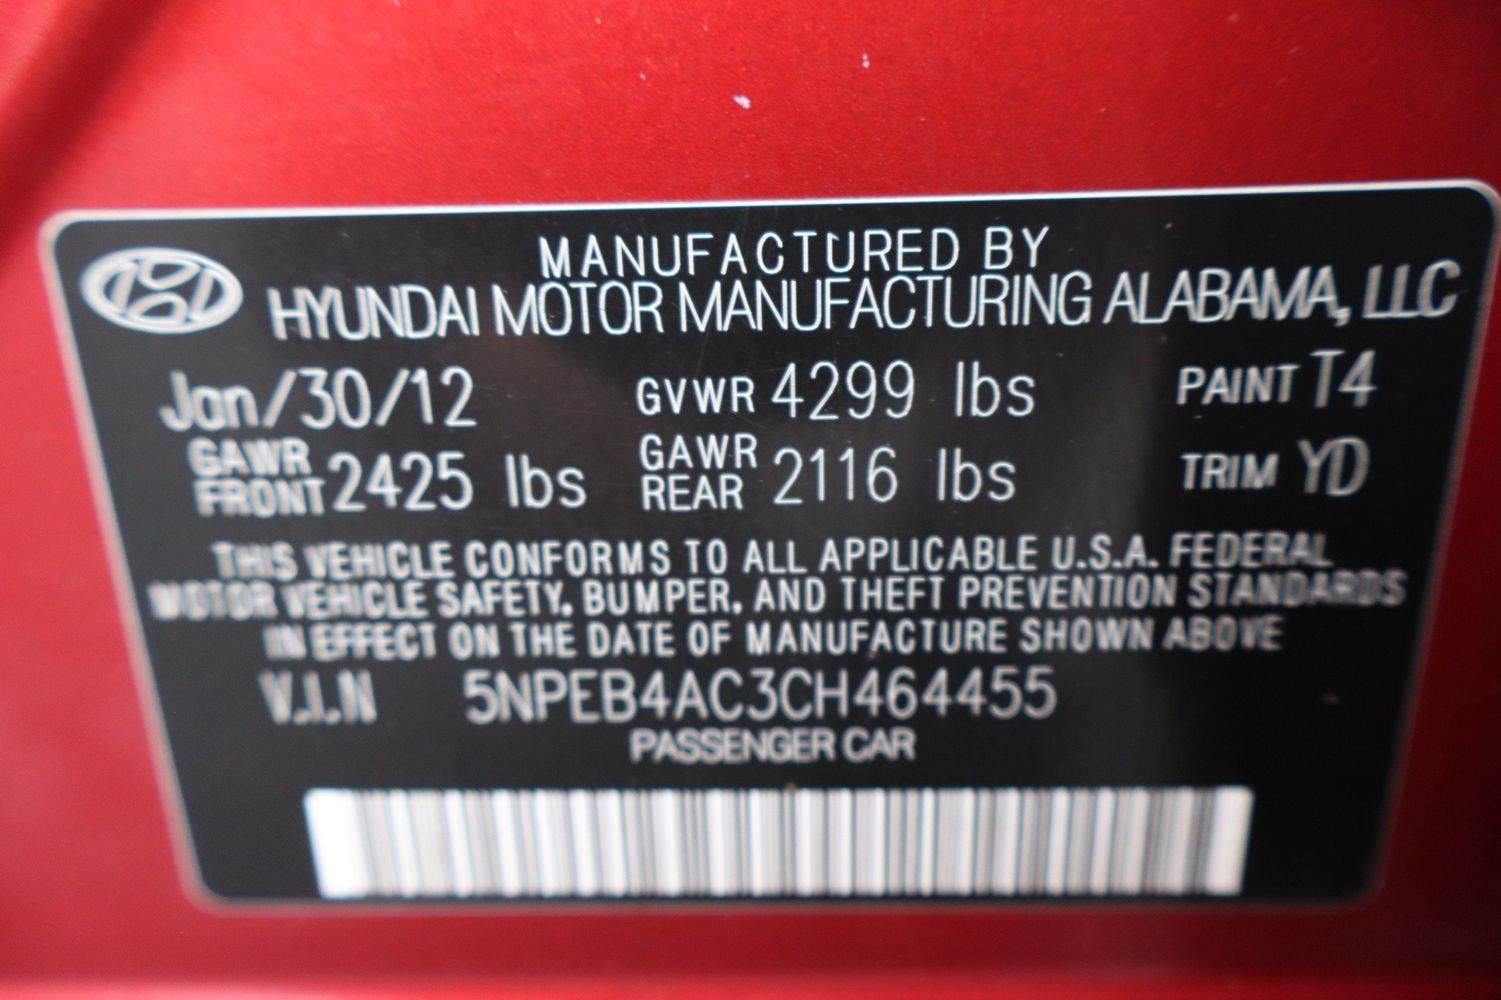 MANUFACTURED BY
HYUNDAI MOTOR MANUFACTURING ALABAMA, LLC
Jan/30/12 GVWR 4299 lbs PAINT T4
GAWR FRONT 2425 lbs GAWR REAR 2116 lbs TRIM YD
THIS VEHICLE CONFORMS TO ALL APPLICABLE U.S.A. FEDERAL
MOTOR VEHICLE SAFETY, BUMPER, AND THEFT PREVENTION STANDARDS
IN EFFECT ON THE DATE OF MANUFACTURE SHOWN ABOVE
V.I.N 5NPEB4AC3CH464455
PASSENGER CAR